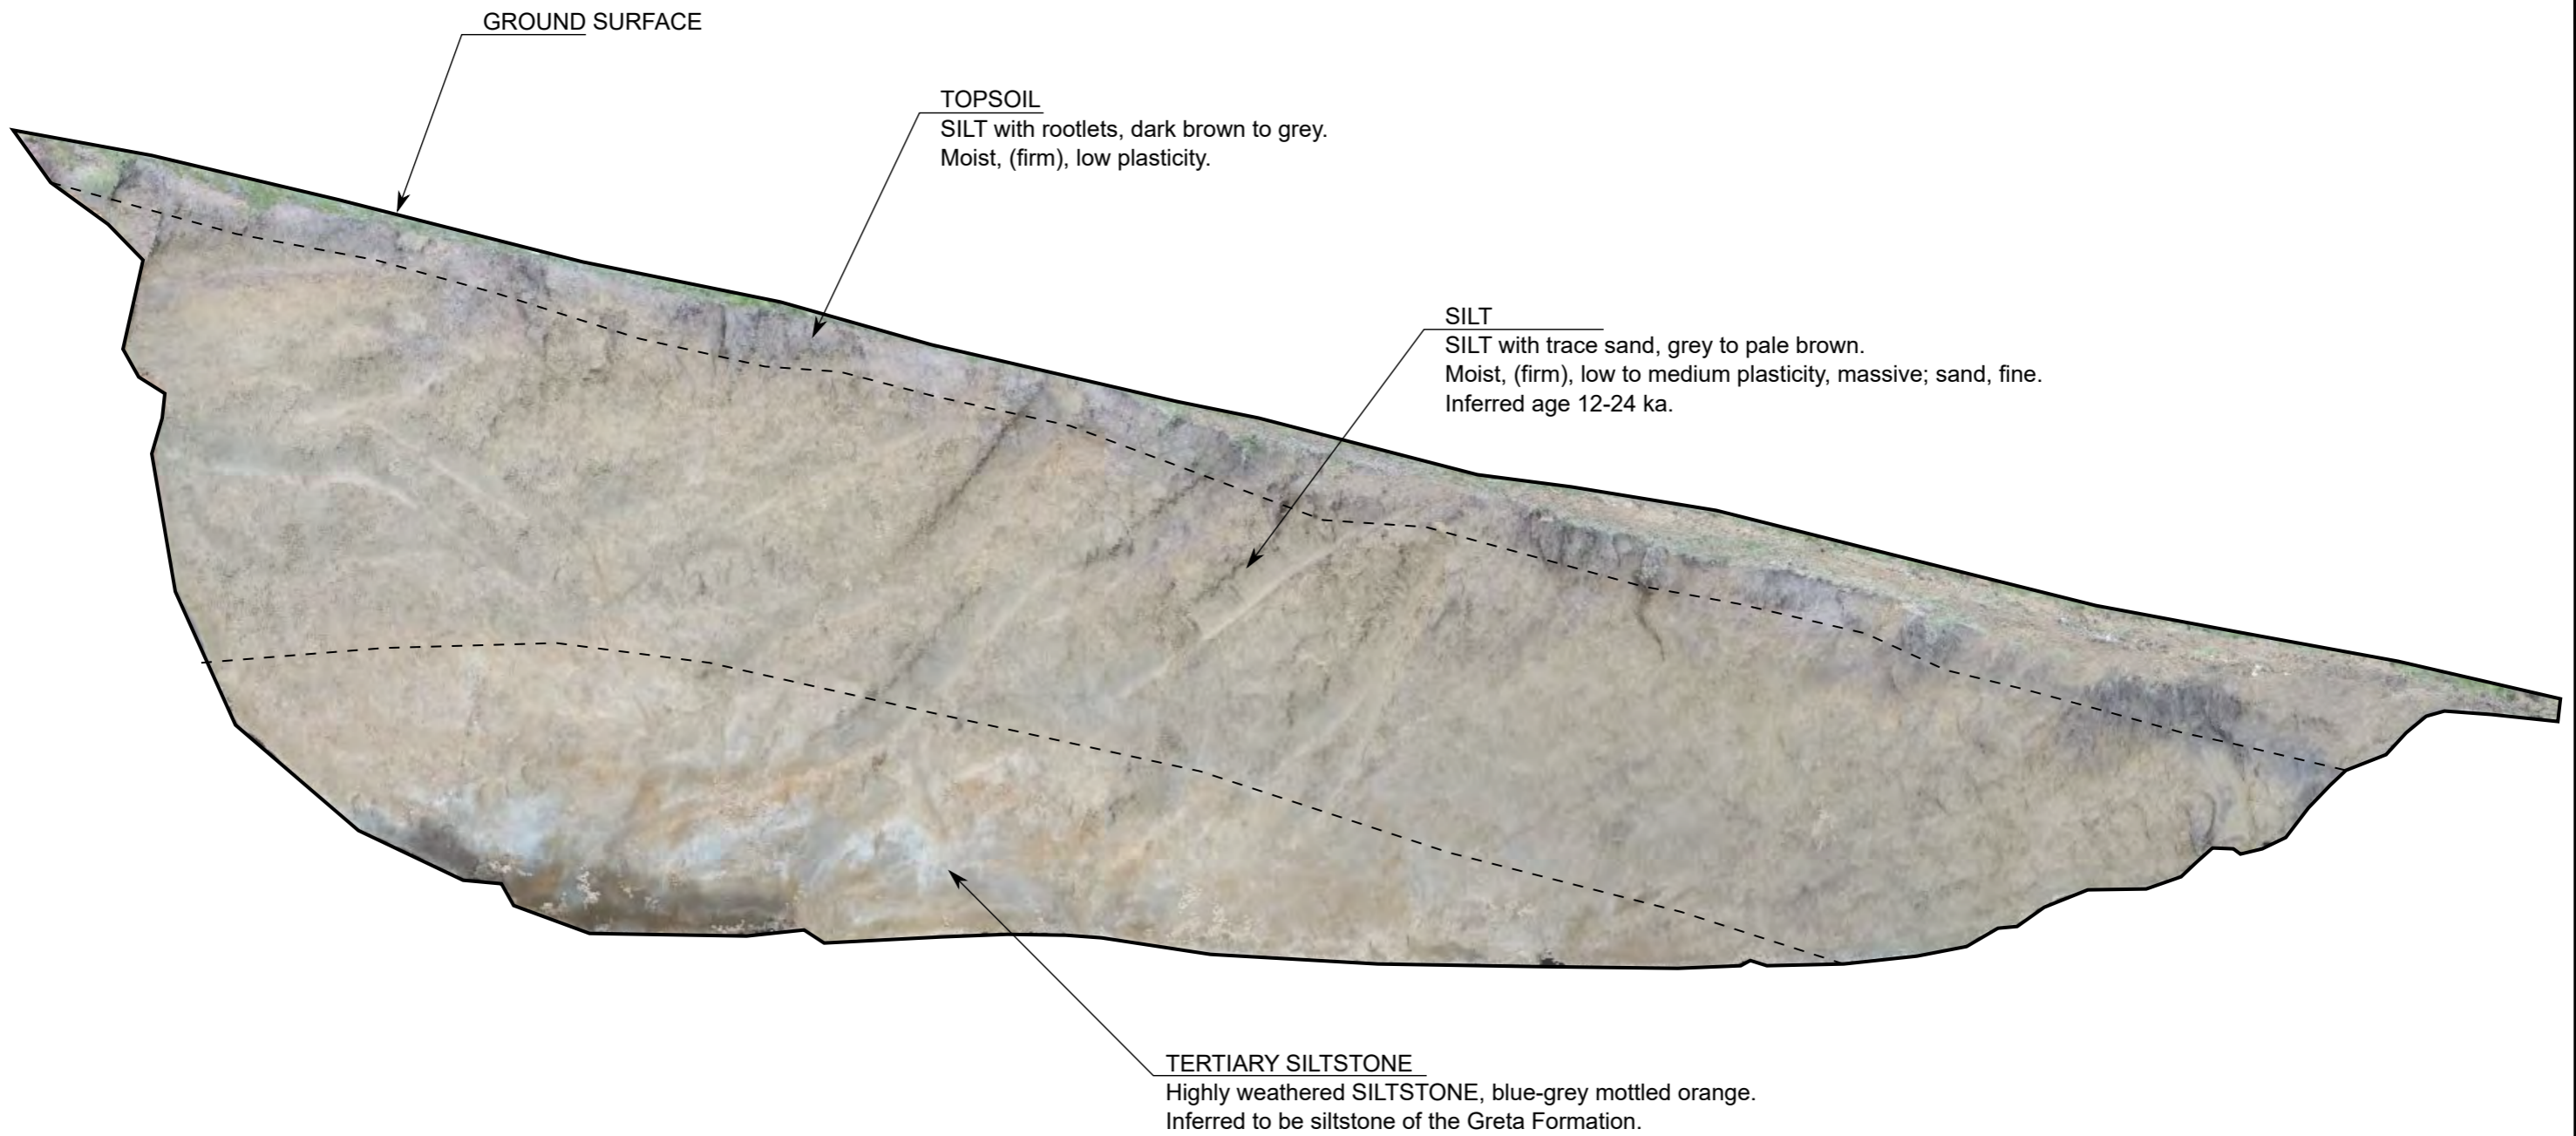 GROUND SURFACE
TOPSOIL
SILT with rootlets, dark brown to grey.
Moist, (firm), low plasticity.
SILT
SILT with trace sand, grey to pale brown.
Moist, (firm), low to medium plasticity, massive; sand, fine.
Inferred age 12-24 ka.
TERTIARY SILTSTONE
Highly weathered SILTSTONE, blue-grey mottled orange.
Inferred to be siltstone of the Greta Formation.